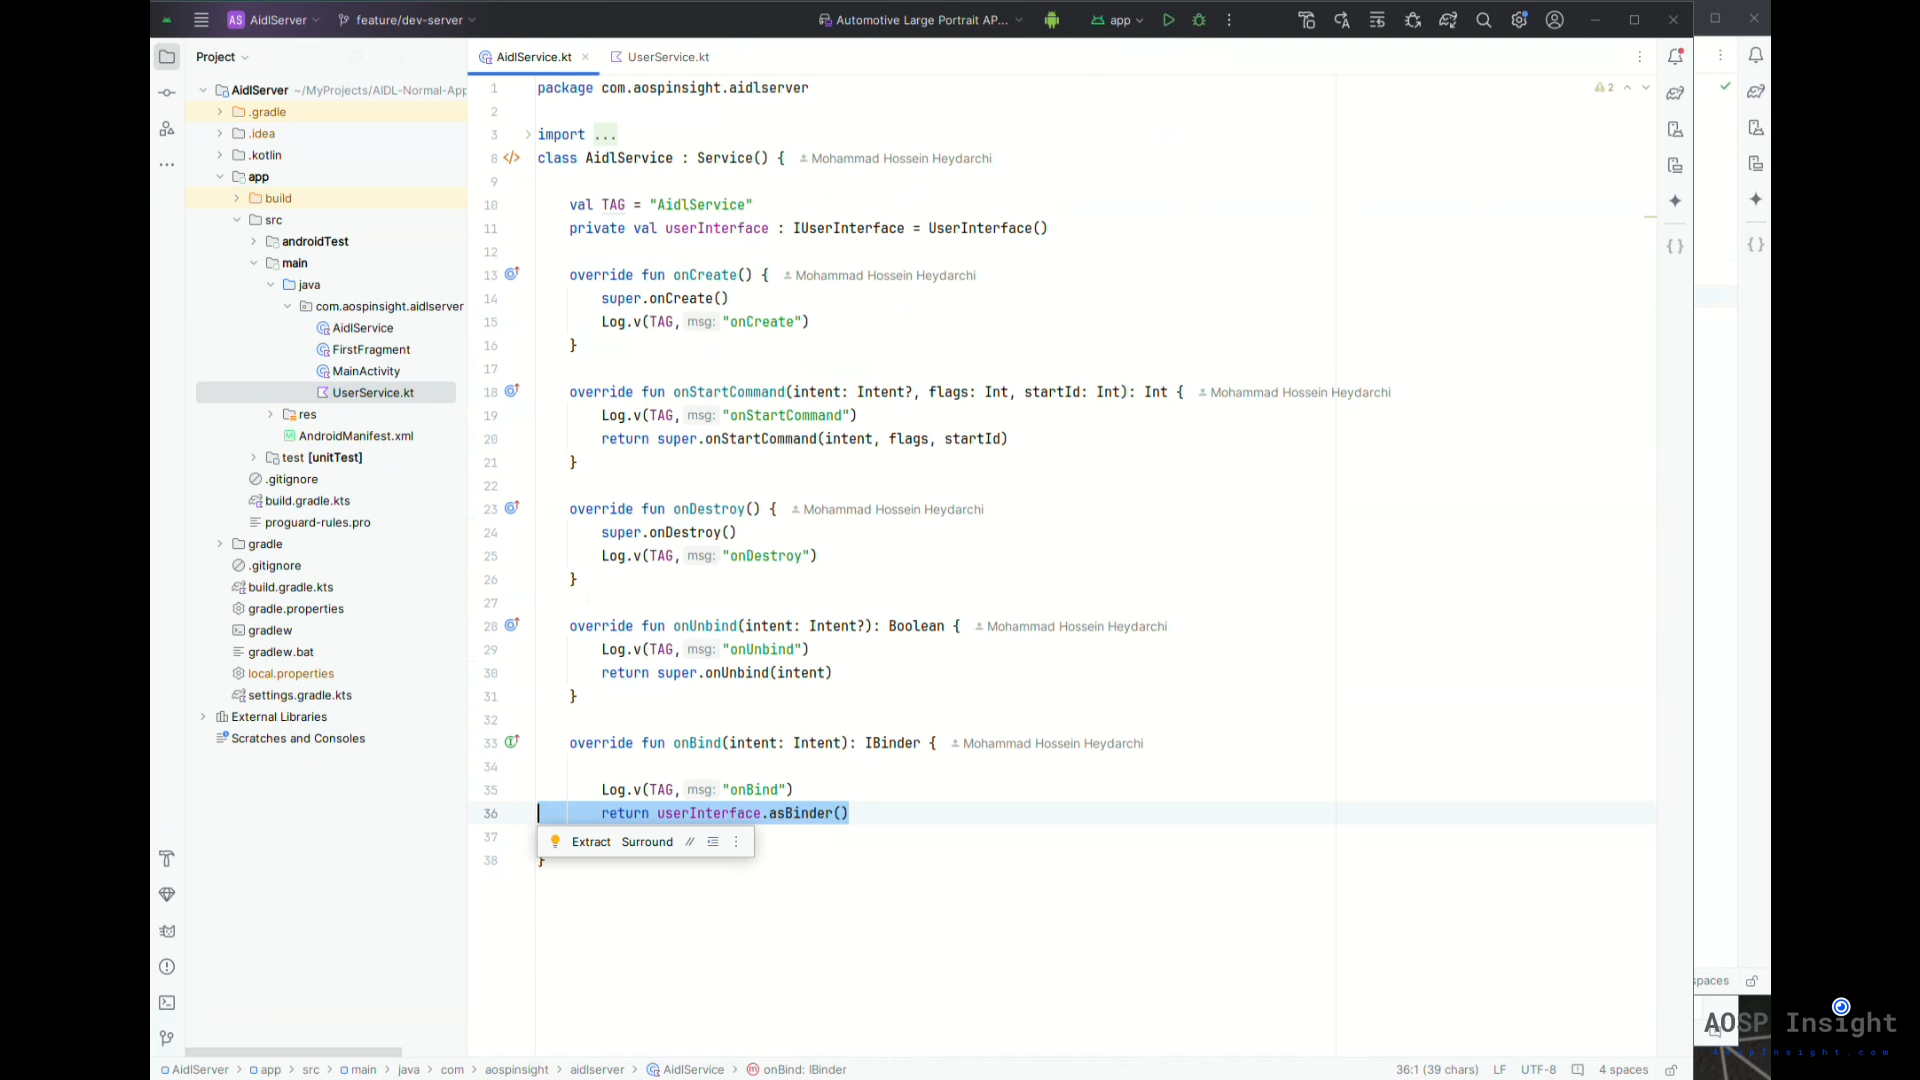 AS AidlServer feature/dev-server Automotive Large Portrait AP... app
Project
AidlService.kt UserService.kt
AidlServer ~/MyProjects/AIDL-Normal-App
.gradle
.idea
.kotlin
app
build
src
androidTest
main
java
com.aospinsight.aidlserver
AidlService
FirstFragment
MainActivity
UserService.kt
res
AndroidManifest.xml
test [unitTest]
.gitignore
build.gradle.kts
proguard-rules.pro
gradle
.gitignore
build.gradle.kts
gradle.properties
gradlew
gradlew.bat
local.properties
settings.gradle.kts
External Libraries
Scratches and Consoles
1 package com.aospinsight.aidlserver
2
3 import ...
8 class AidlService : Service() { Mohammad Hossein Heydarchi
9
10 val TAG = "AidlService"
11 private val userInterface : IUserInterface = UserInterface()
12
13 override fun onCreate() { Mohammad Hossein Heydarchi
14 super.onCreate()
15 Log.v(TAG, msg: "onCreate")
16 }
17
18 override fun onStartCommand(intent: Intent?, flags: Int, startId: Int): Int { Mohammad Hossein Heydarchi
19 Log.v(TAG, msg: "onStartCommand")
20 return super.onStartCommand(intent, flags, startId)
21 }
22
23 override fun onDestroy() { Mohammad Hossein Heydarchi
24 super.onDestroy()
25 Log.v(TAG, msg: "onDestroy")
26 }
27
28 override fun onUnbind(intent: Intent?): Boolean { Mohammad Hossein Heydarchi
29 Log.v(TAG, msg: "onUnbind")
30 return super.onUnbind(intent)
31 }
32
33 override fun onBind(intent: Intent): IBinder { Mohammad Hossein Heydarchi
34
35 Log.v(TAG, msg: "onBind")
36 return userInterface.asBinder()
37 Extract Surround //
38 }
2
spaces
AOSP Insight
AospInsight.com
AidlServer > app > src > main > java > com > aospinsight > aidlserver > AidlService > onBind: IBinder
36:1 (39 chars) LF UTF-8 4 spaces